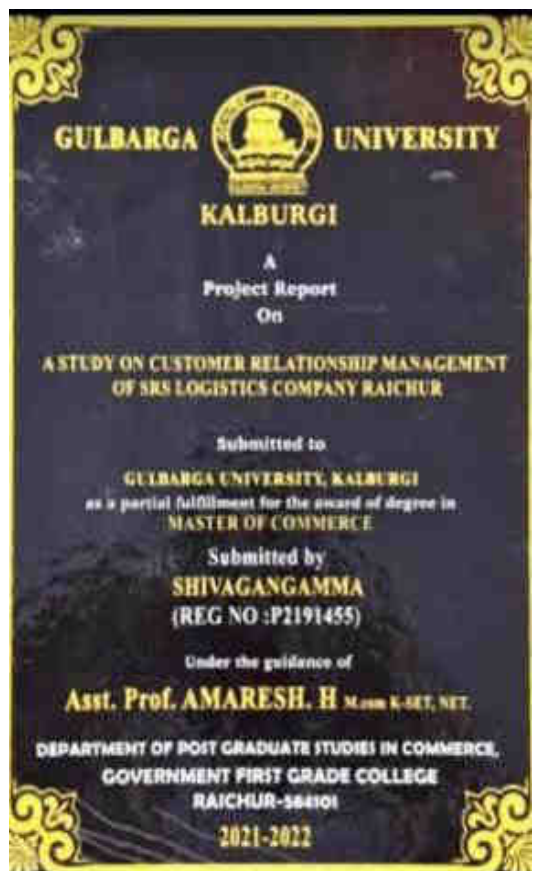 GULBARGA UNIVERSITY
KALBURGI
A
Project Report
On
A STUDY ON CUSTOMER RELATIONSHIP MANAGEMENT
OF SRS LOGISTICS COMPANY RAICHUR
Submitted to
GULBARGA UNIVERSITY, KALBURGI
as a partial fulfillment for the award of degree in
MASTER OF COMMERCE
Submitted by
SHIVAGANGAMMA
(REG NO :P2191455)
Under the guidance of
Asst. Prof. AMARESH. H M.com K-SET, NET.
DEPARTMENT OF POST GRADUATE STUDIES IN COMMERCE,
GOVERNMENT FIRST GRADE COLLEGE
RAICHUR-584101
2021-2022